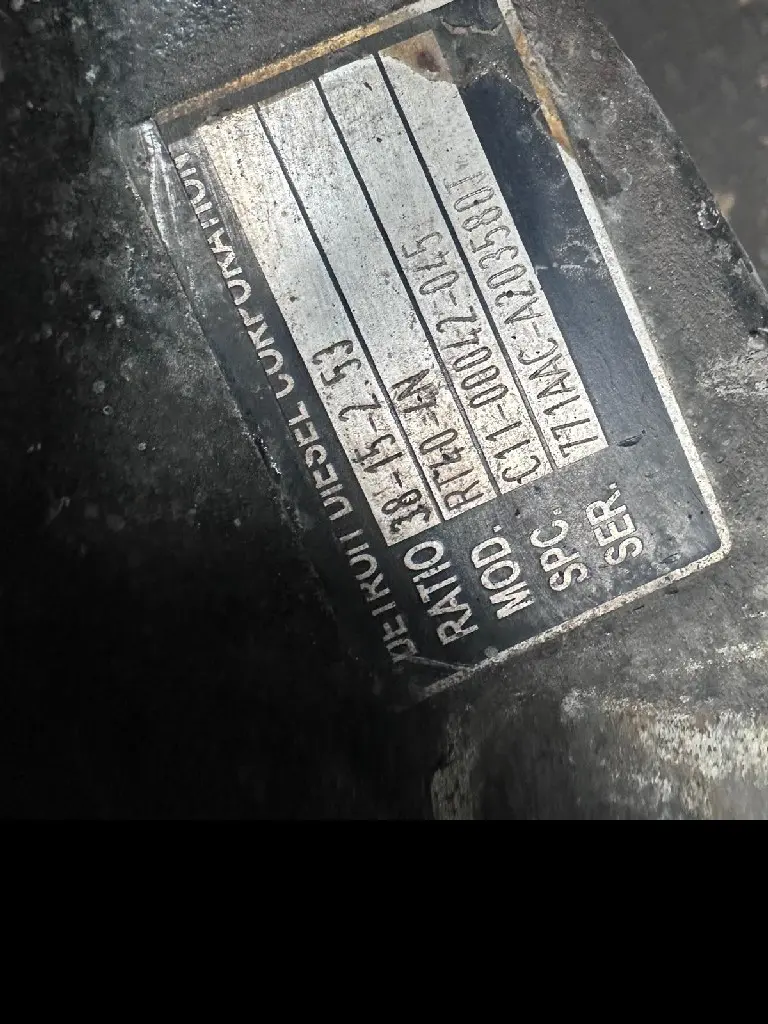 DETROIT DIESEL CORPORATION
RATIO 38-15-2.53
MOD. RT40-4N
SPC. C11-00042-045
SER. 771AAC-A2035801